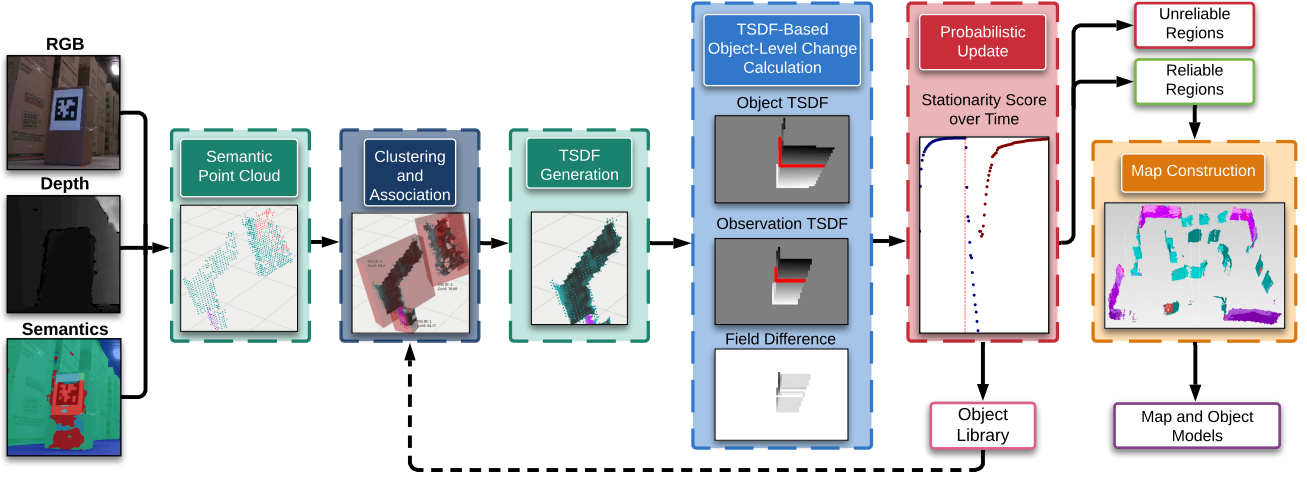 RGB
Depth
Semantics
Semantic
Point Cloud
Clustering
and
Association
TSDF
Generation
TSDF-Based
Object-Level Change
Calculation
Object TSDF
Observation TSDF
Field Difference
Probabilistic
Update
Stationarity Score
over Time
Object
Library
Unreliable
Regions
Reliable
Regions
Map Construction
Map and Object
Models